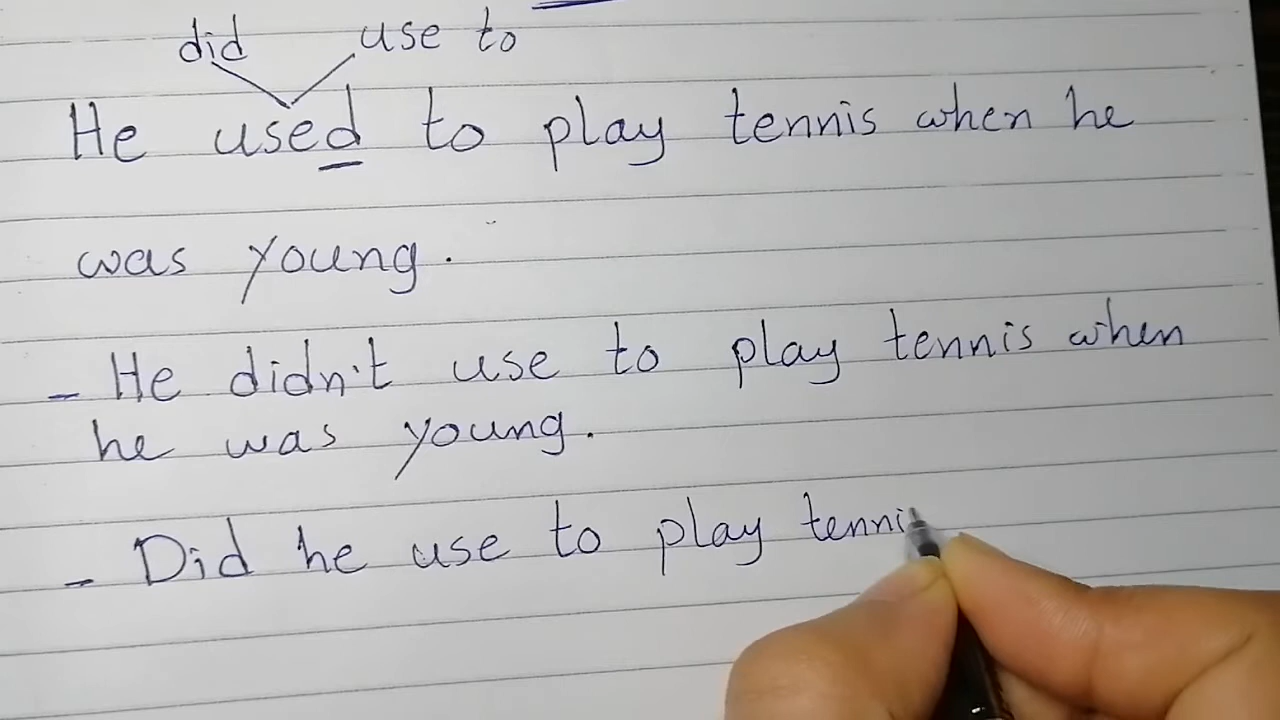 did use to
He used to play tennis when he
was young.
- He didn't use to play tennis when
he was young.
- Did he use to play tenni